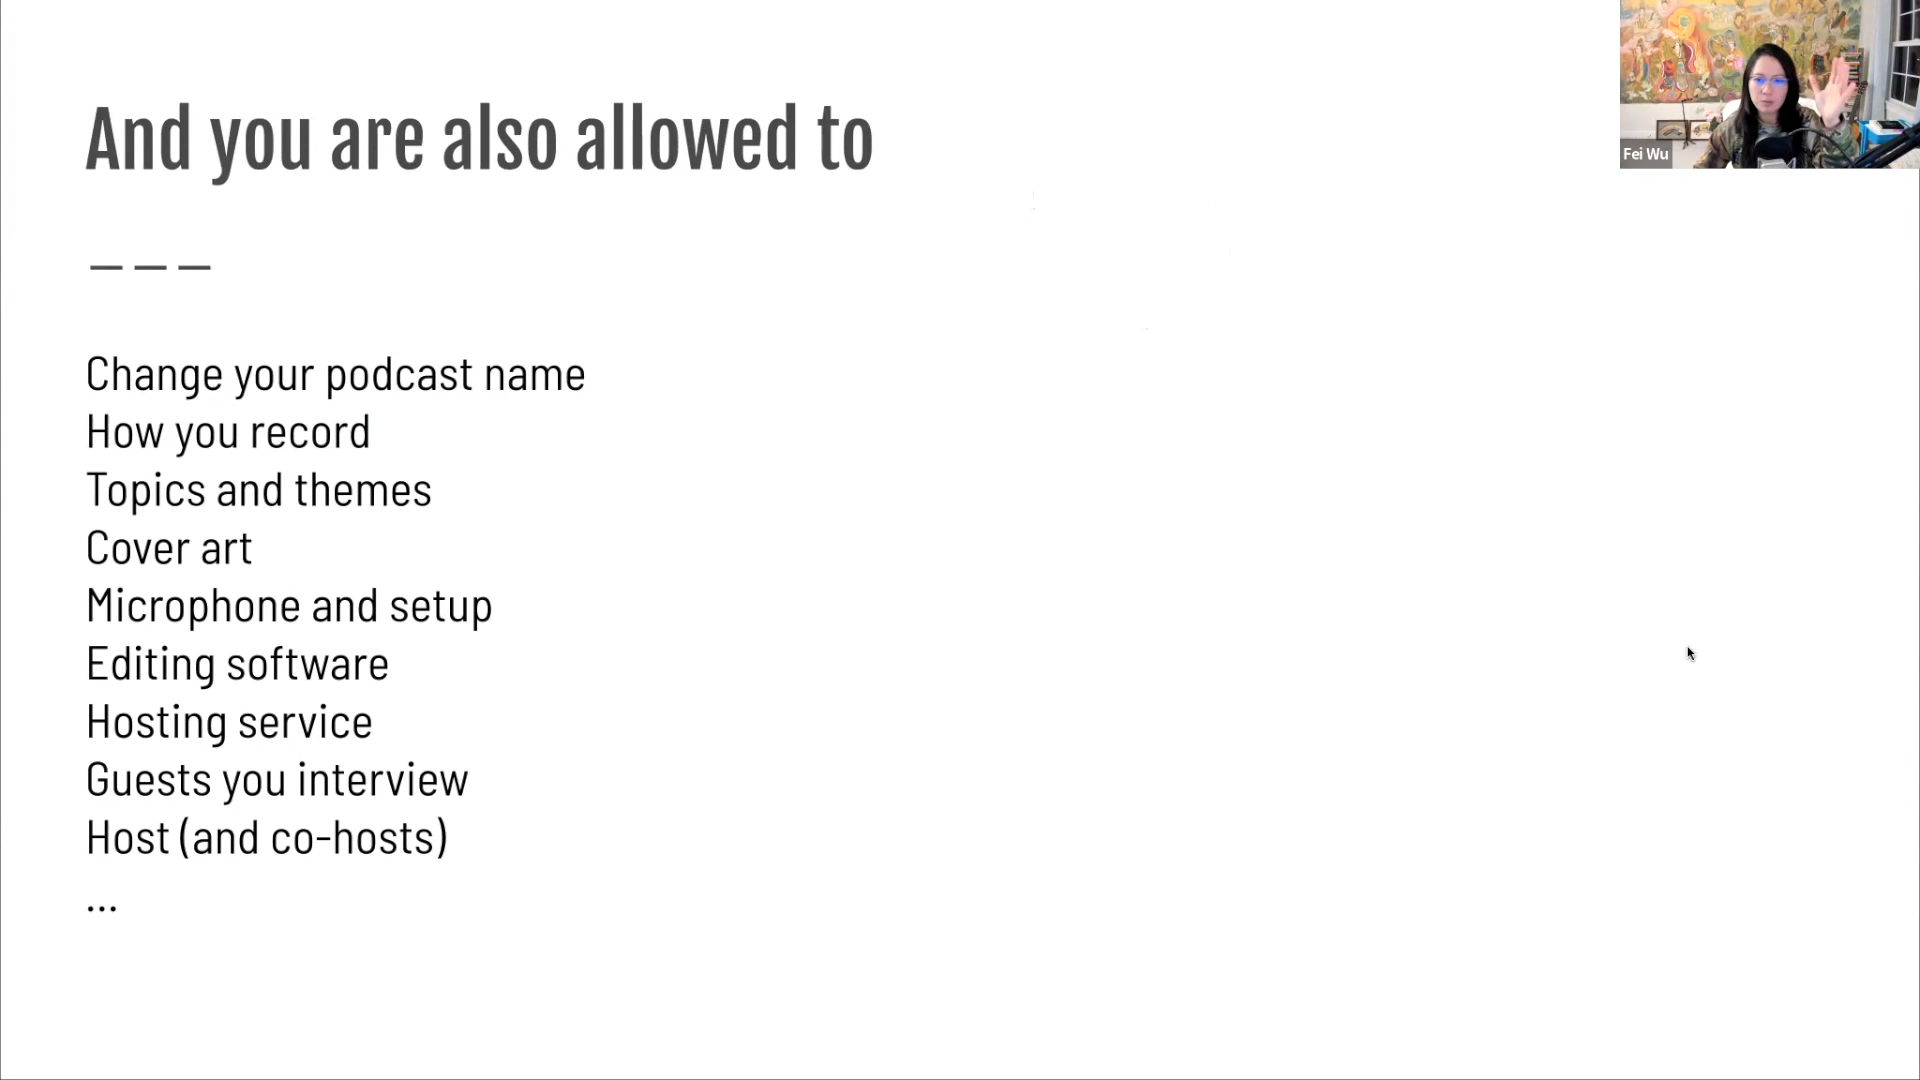 And you are also allowed to
Fei Wu
Change your podcast name
How you record
Topics and themes
Cover art
Microphone and setup
Editing software
Hosting service
Guests you interview
Host (and co-hosts)
...